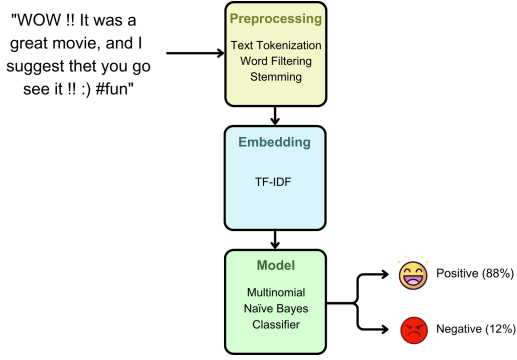 "WOW !! It was a
great movie, and I
suggest thet you go
see it !! :) #fun"
Preprocessing
Text Tokenization
Word Filtering
Stemming
Embedding
TF-IDF
Model
Multinomial
Naïve Bayes
Classifier
Positive (88%)
Negative (12%)